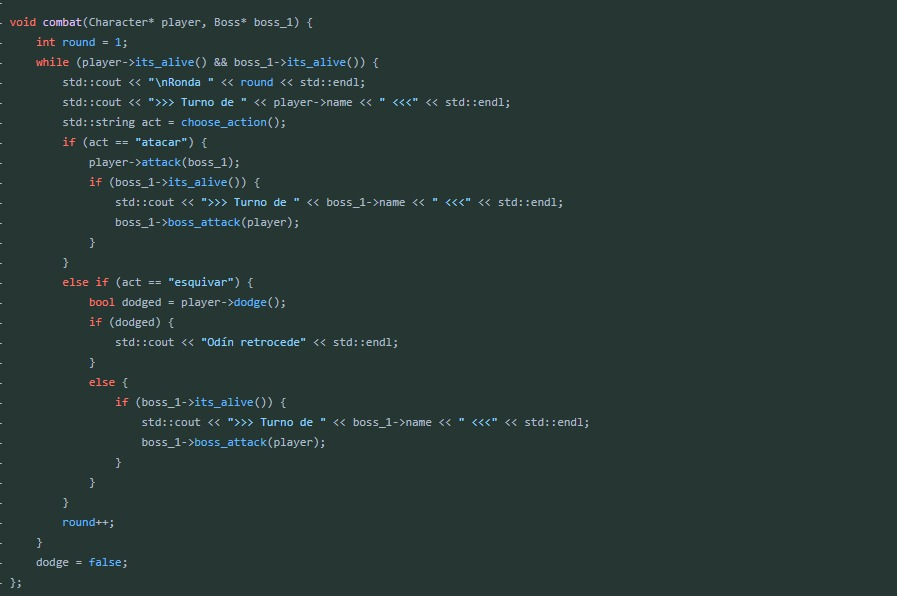 void combat(Character* player, Boss* boss_1) {
    int round = 1;
    while (player->its_alive() && boss_1->its_alive()) {
        std::cout << "\nRonda " << round << std::endl;
        std::cout << ">>> Turno de " << player->name << " <<<" << std::endl;
        std::string act = choose_action();
        if (act == "atacar") {
            player->attack(boss_1);
            if (boss_1->its_alive()) {
                std::cout << ">>> Turno de " << boss_1->name << " <<<" << std::endl;
                boss_1->boss_attack(player);
            }
        }
        else if (act == "esquivar") {
            bool dodged = player->dodge();
            if (dodged) {
                std::cout << "Odín retrocede" << std::endl;
            }
            else {
                if (boss_1->its_alive()) {
                    std::cout << ">>> Turno de " << boss_1->name << " <<<" << std::endl;
                    boss_1->boss_attack(player);
                }
            }
        }
        round++;
    }
    dodge = false;
};